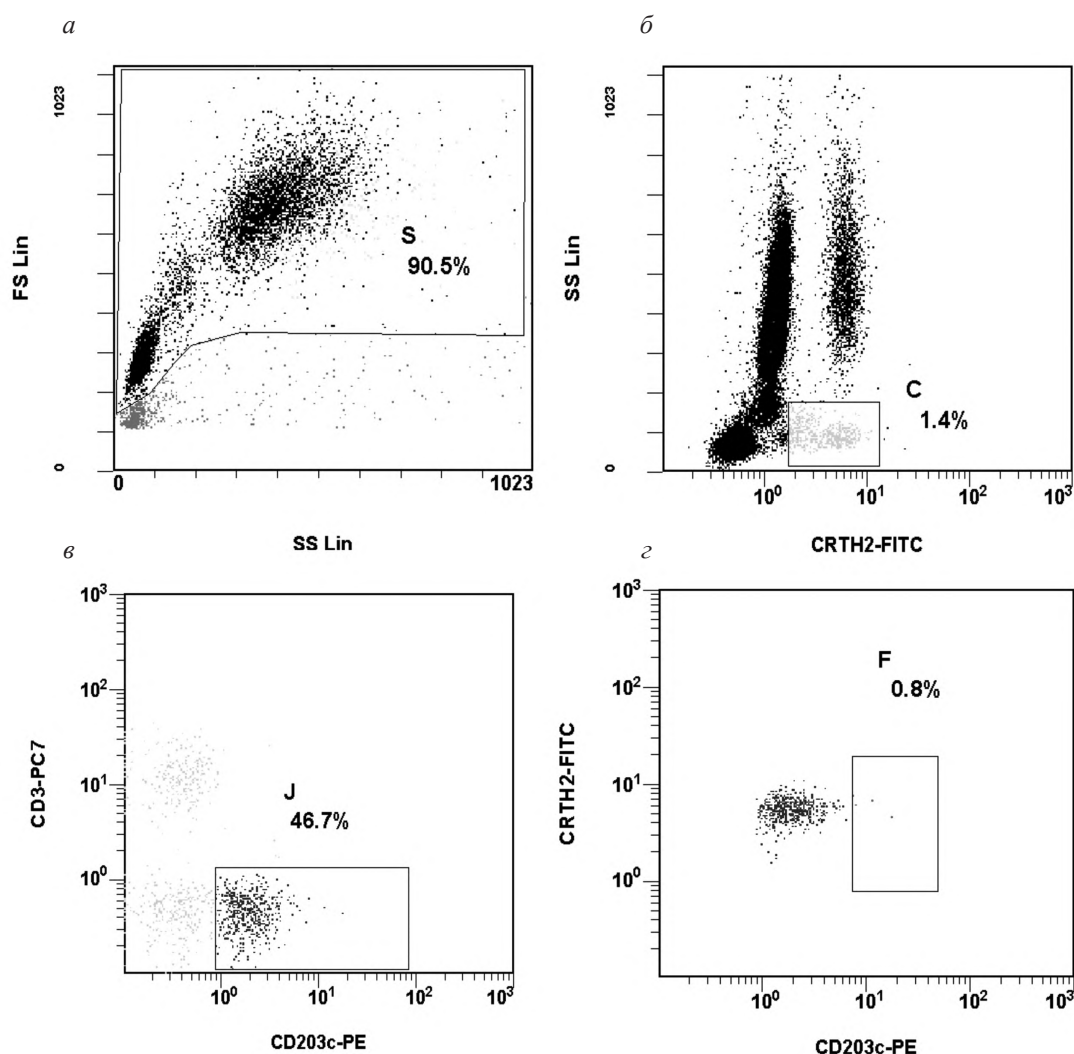 а
б
1023
FS Lin
S
90.5%
0
0
1023
SS Lin
1023
SS Lin
C
1.4%
0
10⁰
10¹
10²
10³
CRTH2-FITC
в
г
10³
10²
10¹
10⁰
CD3-PC7
J
46.7%
10⁰
10¹
10²
10³
CD203c-PE
10³
10²
10¹
10⁰
CRTH2-FITC
F
0.8%
10⁰
10¹
10²
10³
CD203c-PE